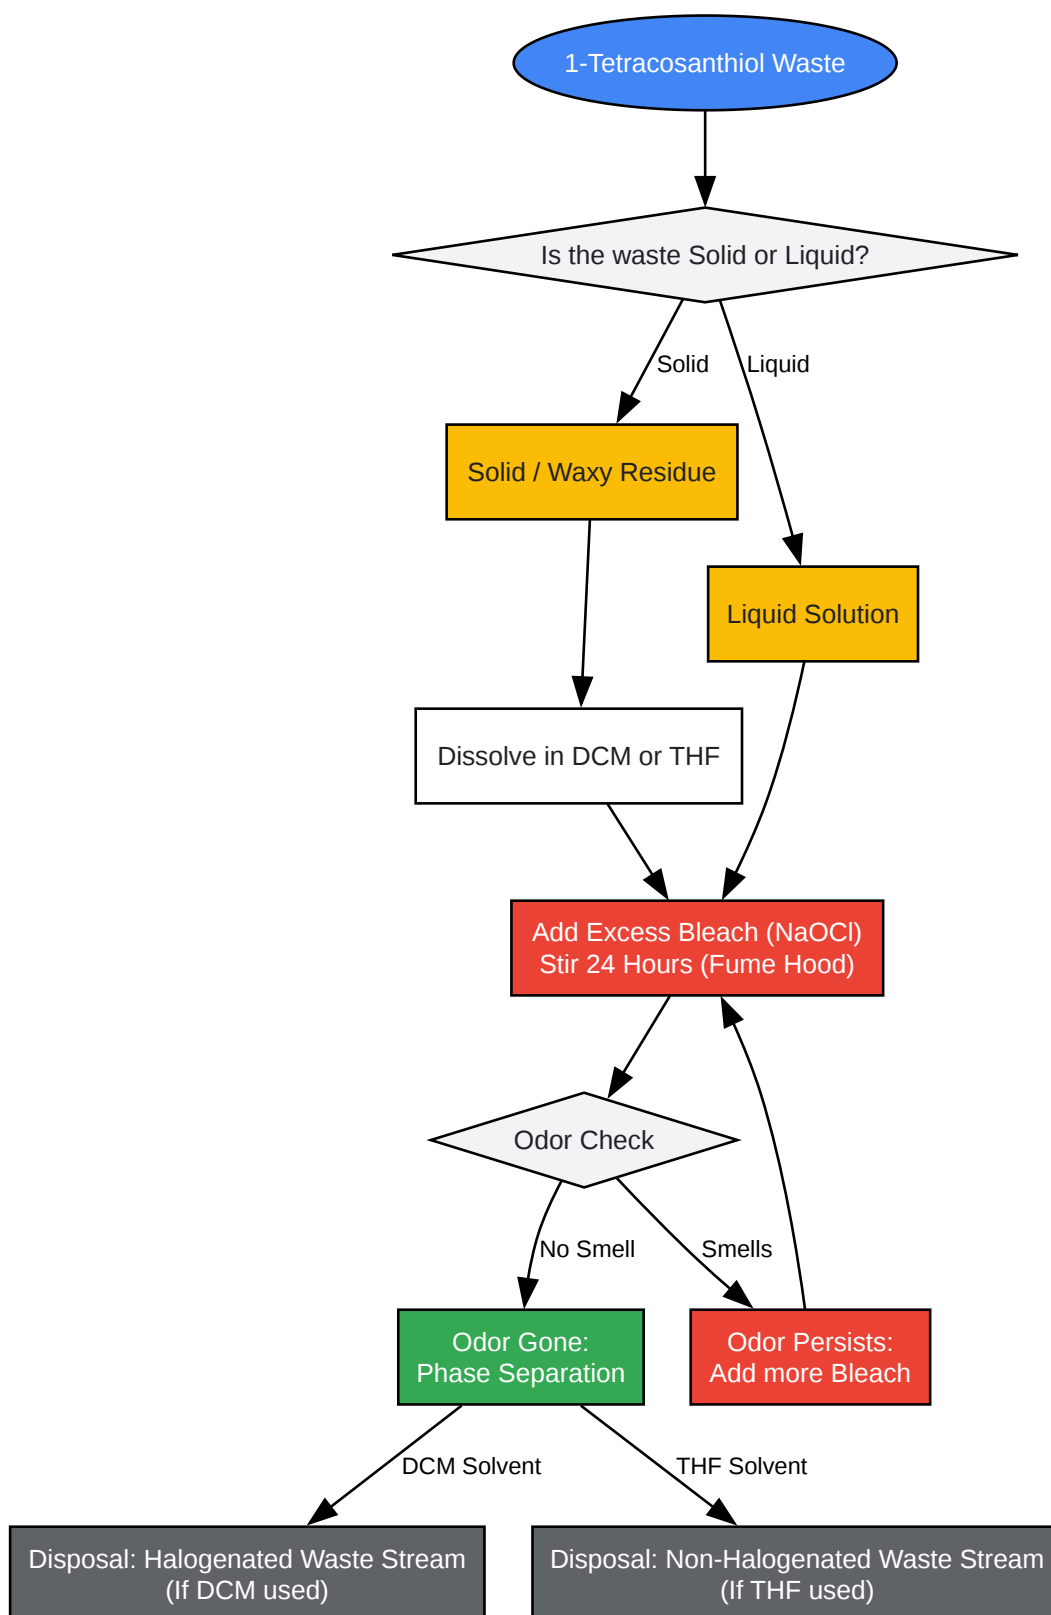 1-Tetracosanthiol Waste
Is the waste Solid or Liquid?
Solid
Liquid
Solid / Waxy Residue
Liquid Solution
Dissolve in DCM or THF
Add Excess Bleach (NaOCl)
Stir 24 Hours (Fume Hood)
Odor Check
No Smell
Smells
Odor Gone:
Phase Separation
Odor Persists:
Add more Bleach
DCM Solvent
THF Solvent
Disposal: Halogenated Waste Stream
(If DCM used)
Disposal: Non-Halogenated Waste Stream
(If THF used)